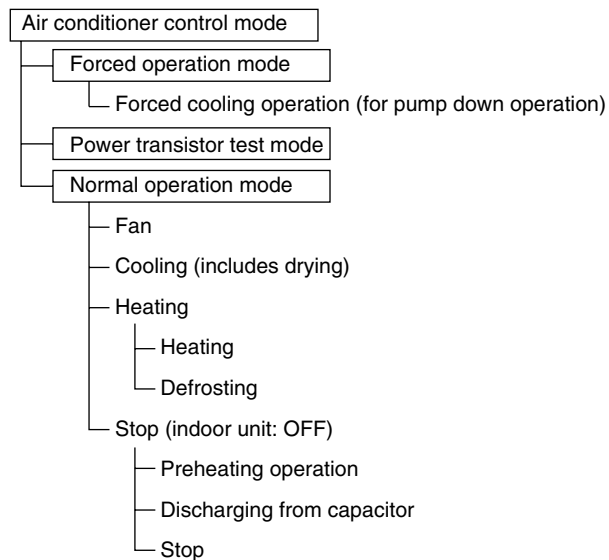 Air conditioner control mode
Forced operation mode
Forced cooling operation (for pump down operation)
Power transistor test mode
Normal operation mode
Fan
Cooling (includes drying)
Heating
Heating
Defrosting
Stop (indoor unit: OFF)
Preheating operation
Discharging from capacitor
Stop